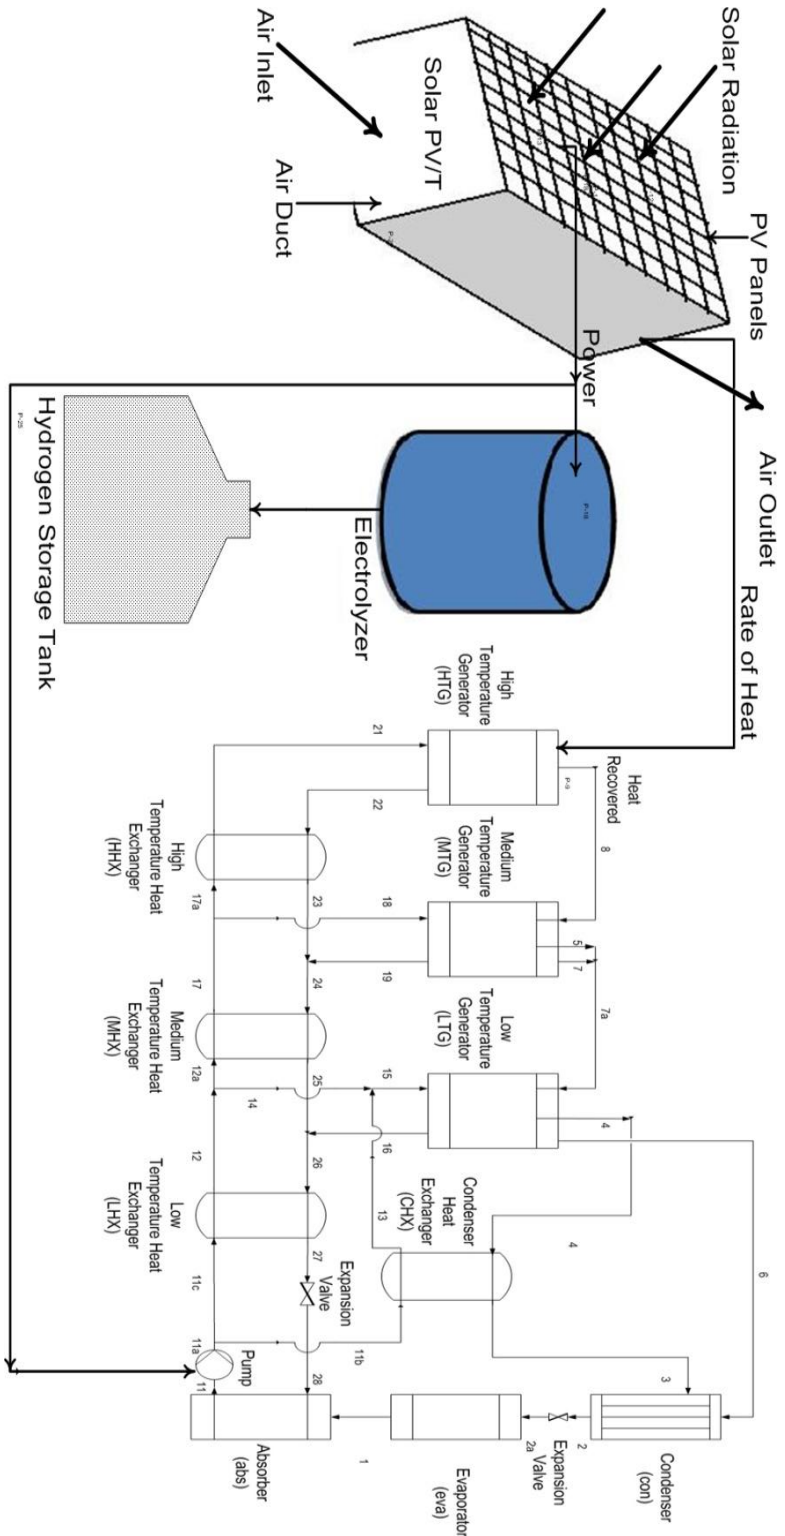 Solar Radiation
PV Panels
Air Outlet
Rate of Heat
Solar PV/T
Air Inlet
Air Duct
Power
Electrolyzer
Hydrogen Storage Tank
P-25
Heat
Recovered
P-9
High
Temperature
Generator
(HTG)
Medium
Temperature
Generator
(MTG)
Low
Temperature
Generator
(LTG)
8
5
7
7a
4
4
6
3
Condenser
(con)
2
Expansion
Valve
2a
Evaporator
(eva)
1
Condenser
Heat
Exchanger
(CHX)
21
22
18
19
15
16
13
14
11b
23
24
25
26
27
Expansion
Valve
28
17a
17
12a
12
11c
11a
Pump
11
Absorber
(abs)
High
Temperature Heat
Exchanger
(HHX)
Medium
Temperature Heat
Exchanger
(MHX)
Low
Temperature Heat
Exchanger
(LHX)